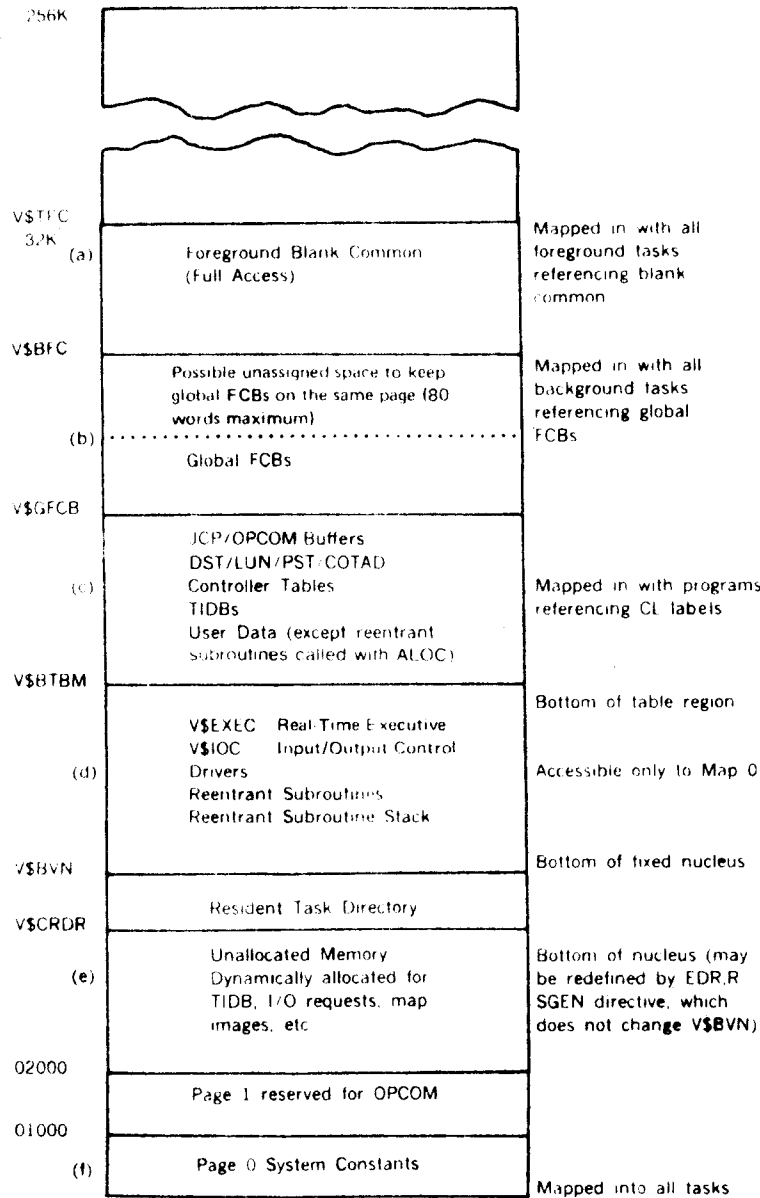 256K
V$TFC
32K
(a)
Foreground Blank Common
(Full Access)
Mapped in with all
foreground tasks
referencing blank
common
V$BFC
Possible unassigned space to keep
global FCBs on the same page (80
words maximum)
(b)
Global FCBs
Mapped in with all
background tasks
referencing global
FCBs
V$GFCB
(c)
JCP/OPCOM Buffers
DST/LUN/PST/COTAD
Controller Tables
TIDBs
User Data (except reentrant
subroutines called with ALOC)
Mapped in with programs
referencing CL labels
V$BTBM
Bottom of table region
(d)
V$EXEC Real-Time Executive
V$IOC Input/Output Control
Drivers
Reentrant Subroutines
Reentrant Subroutine Stack
Accessible only to Map 0
V$BVN
Bottom of fixed nucleus
Resident Task Directory
V$CRDR
(e)
Unallocated Memory
Dynamically allocated for
TIDB, I/O requests, map
images, etc
Bottom of nucleus (may
be redefined by EDR,R
SGEN directive, which
does not change V$BVN)
02000
Page 1 reserved for OPCOM
01000
(f)
Page 0 System Constants
Mapped into all tasks